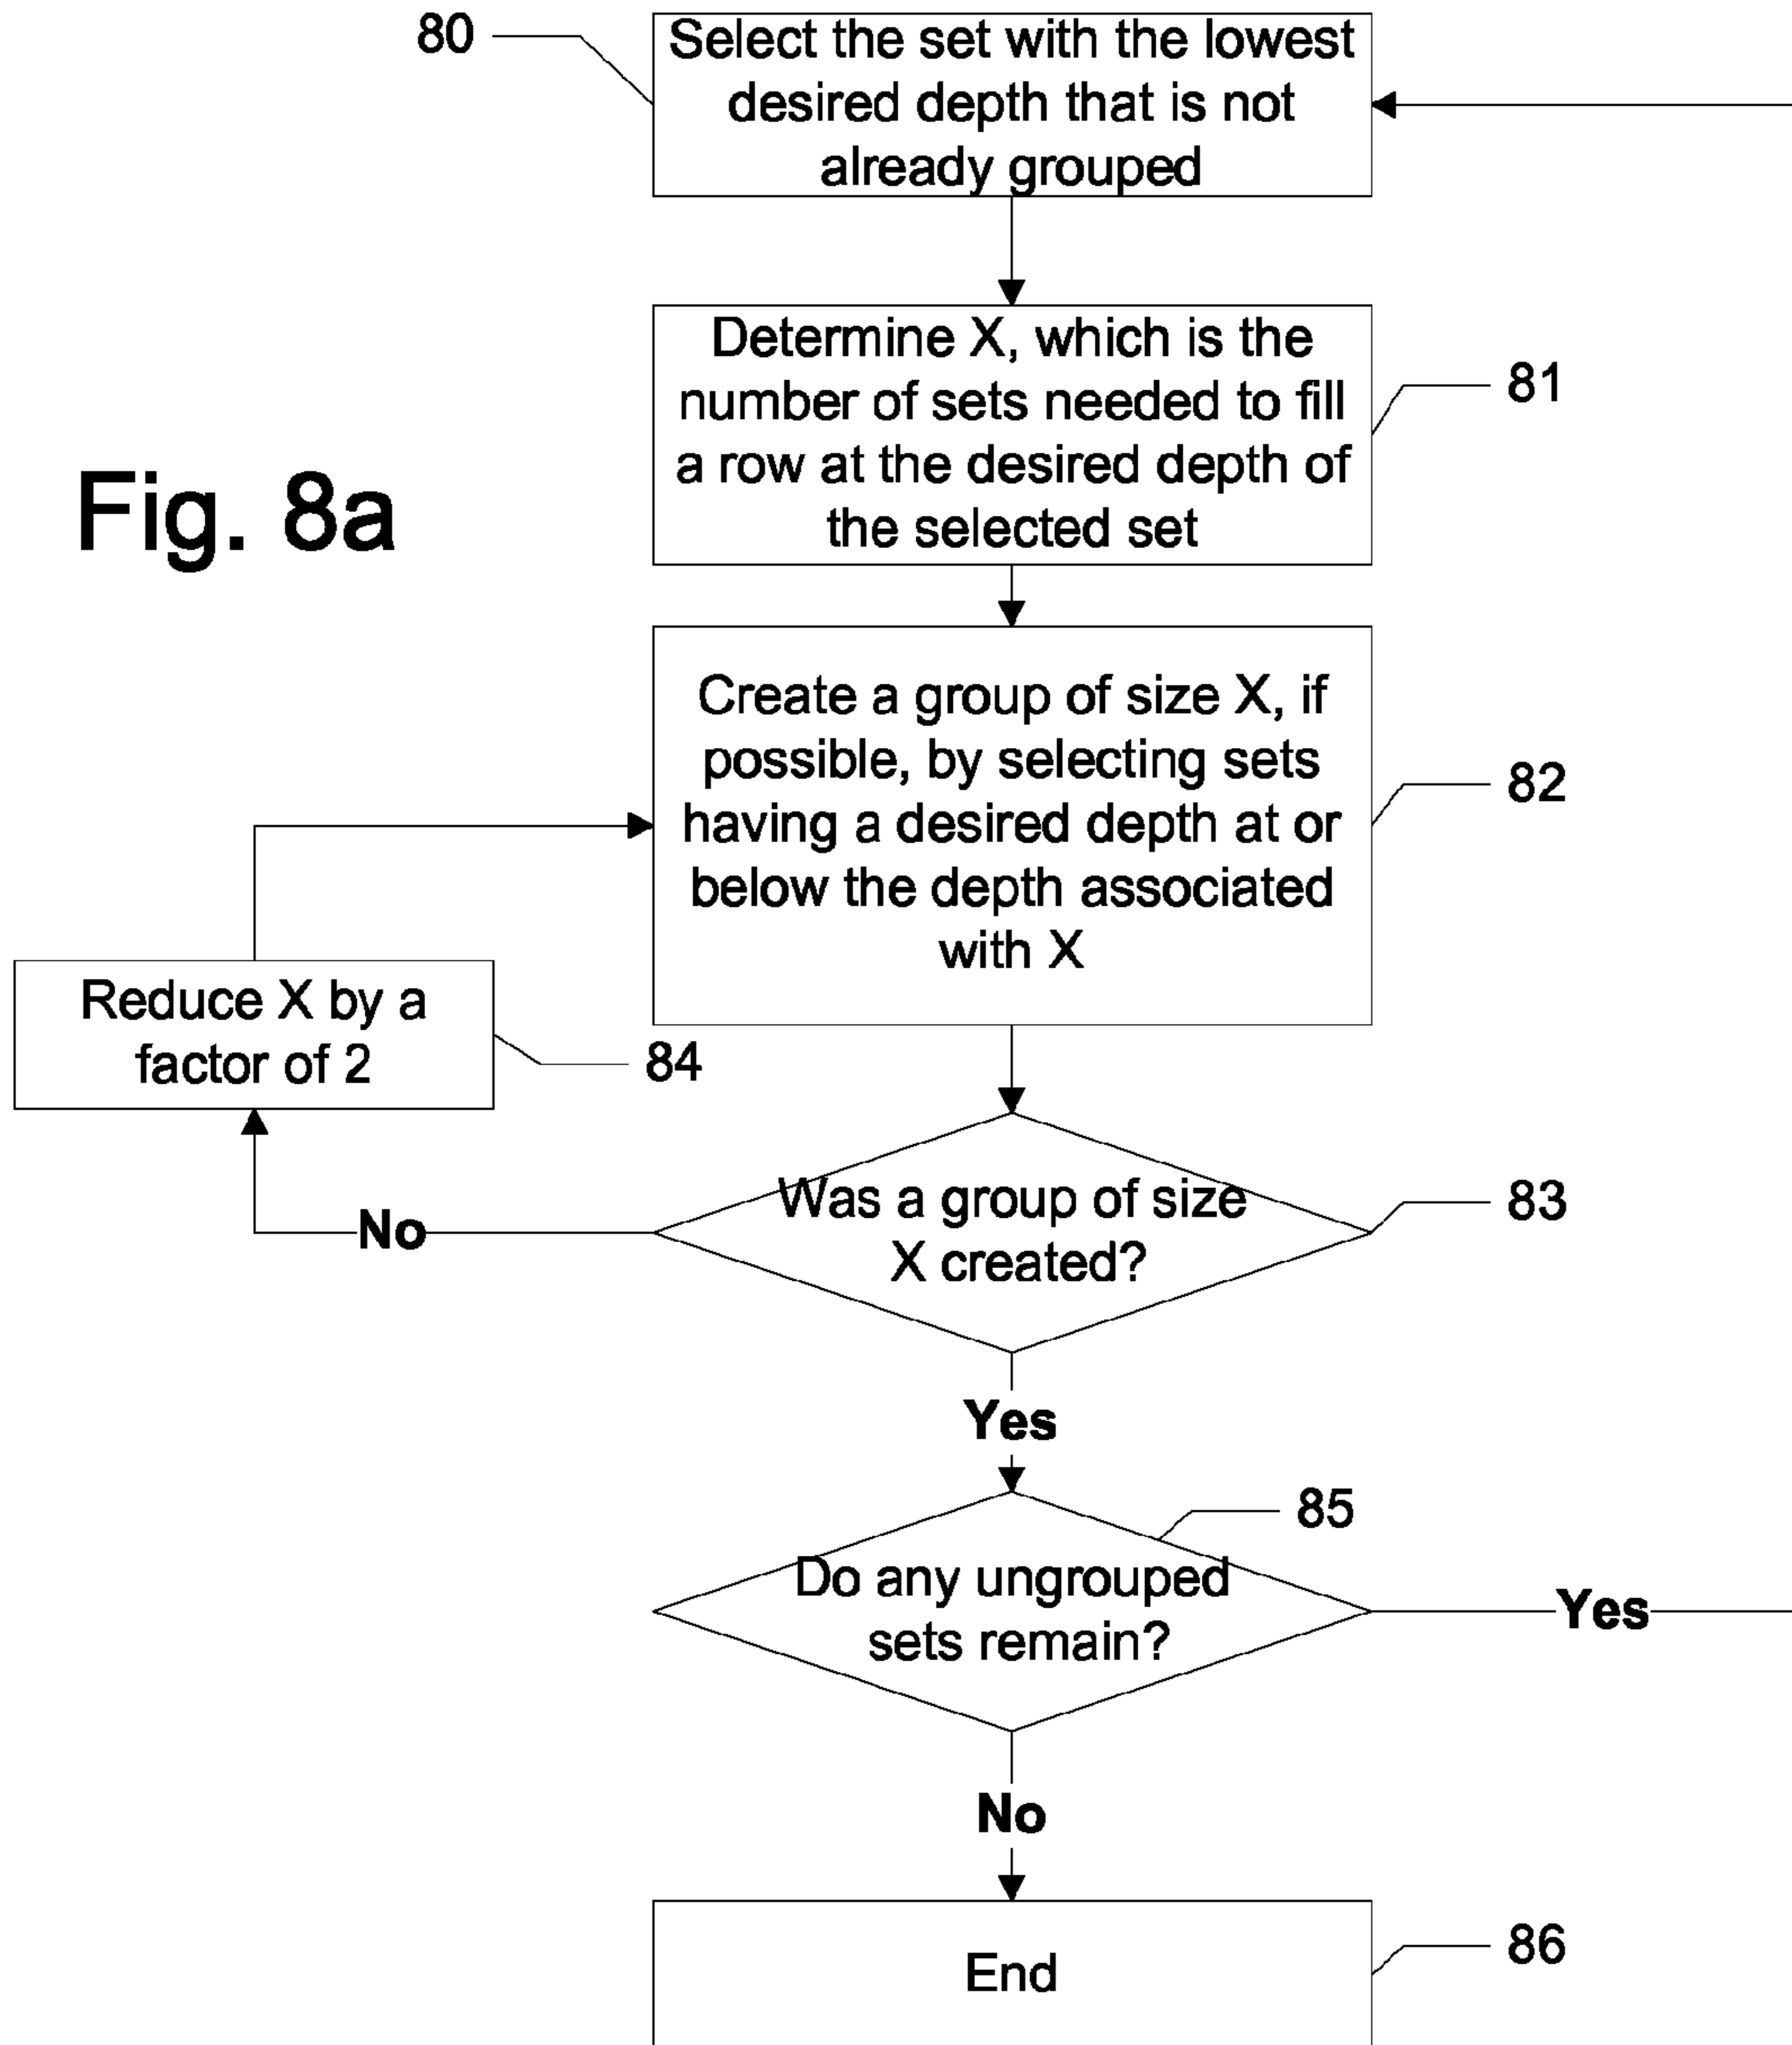 80
Select the set with the lowest
desired depth that is not
already grouped
Determine X, which is the
number of sets needed to fill
a row at the desired depth of
the selected set
81
Fig. 8a
Create a group of size X, if
possible, by selecting sets
having a desired depth at or
below the depth associated
with X
82
Reduce X by a
factor of 2
84
Was a group of size
X created?
83
No
Yes
85
Do any ungrouped
sets remain?
Yes
No
End
86